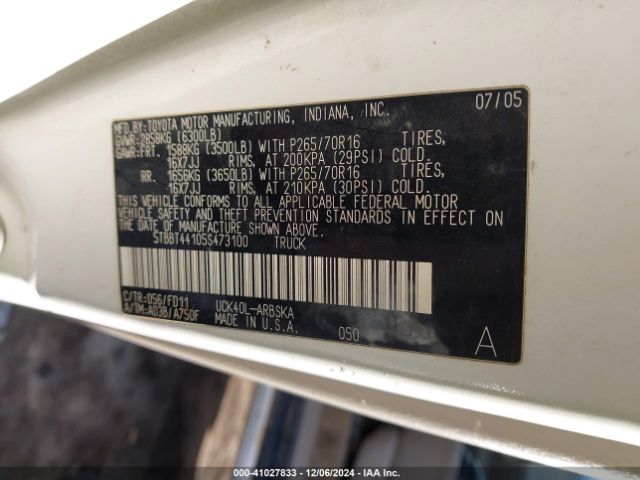 07/05
MFD.BY:TOYOTA MOTOR MANUFACTURING, INDIANA, INC.
GVWR:2858KG (6300LB)
GAWR:FRT. 1588KG (3500LB) WITH P265/70R16 TIRES,
16X7JJ RIMS, AT 200KPA (29PSI) COLD.
RR. 1656KG (3650LB) WITH P265/70R16 TIRES,
16X7JJ RIMS, AT 210KPA (30PSI) COLD.
THIS VEHICLE CONFORMS TO ALL APPLICABLE FEDERAL MOTOR
VEHICLE SAFETY AND THEFT PREVENTION STANDARDS IN EFFECT ON
THE DATE OF MANUFACTURE SHOWN ABOVE.
5TBBT44105S473100 TRUCK
C/TR:056/FD11 UCK40L-ARBSKA
A/TM:A03B/A750F MADE IN U.S.A.
050
A
000-41027833 - 12/06/2024 - IAA Inc.